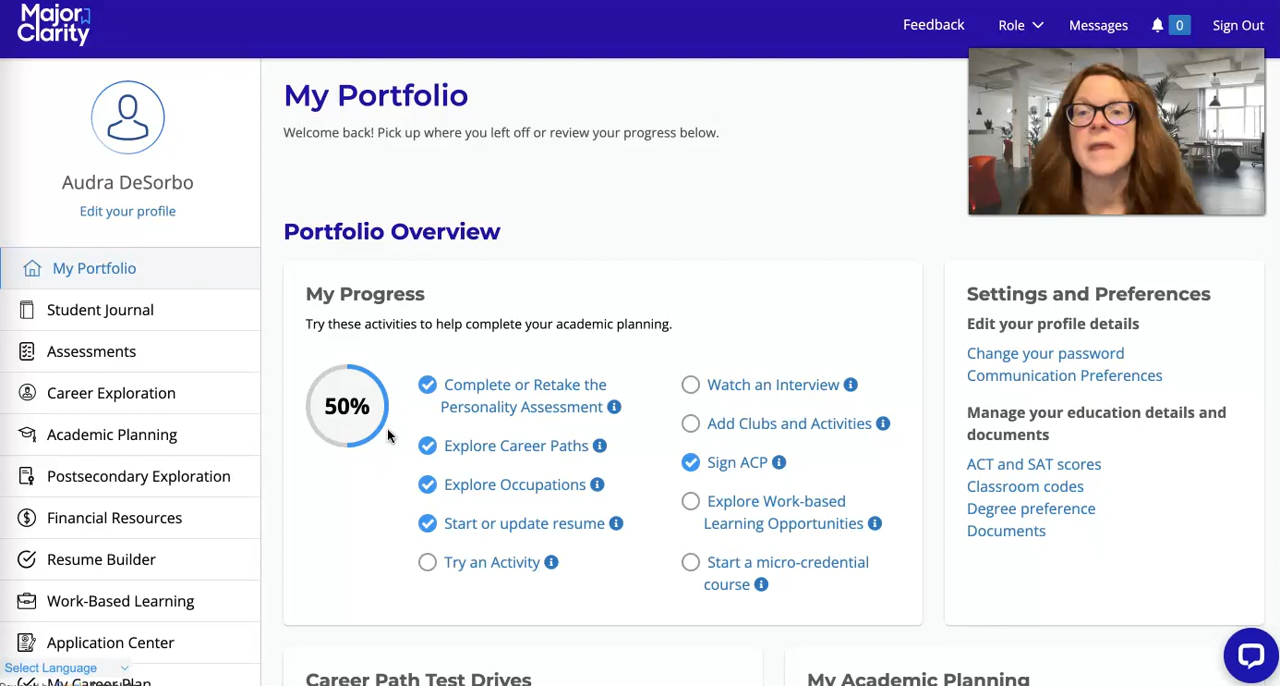 Major
Clarity
Feedback
Role
Messages
0
Sign Out
Audra DeSorbo
Edit your profile
My Portfolio
Student Journal
Assessments
Career Exploration
Academic Planning
Postsecondary Exploration
Financial Resources
Resume Builder
Work-Based Learning
Application Center
Select Language
My Career Plan
My Portfolio
Welcome back! Pick up where you left off or review your progress below.
Portfolio Overview
My Progress
Try these activities to help complete your academic planning.
50%
Complete or Retake the
Personality Assessment
Explore Career Paths
Explore Occupations
Start or update resume
Try an Activity
Watch an Interview
Add Clubs and Activities
Sign ACP
Explore Work-based
Learning Opportunities
Start a micro-credential
course
Settings and Preferences
Edit your profile details
Change your password
Communication Preferences
Manage your education details and
documents
ACT and SAT scores
Classroom codes
Degree preference
Documents
Career Path Test Drives
My Academic Planning